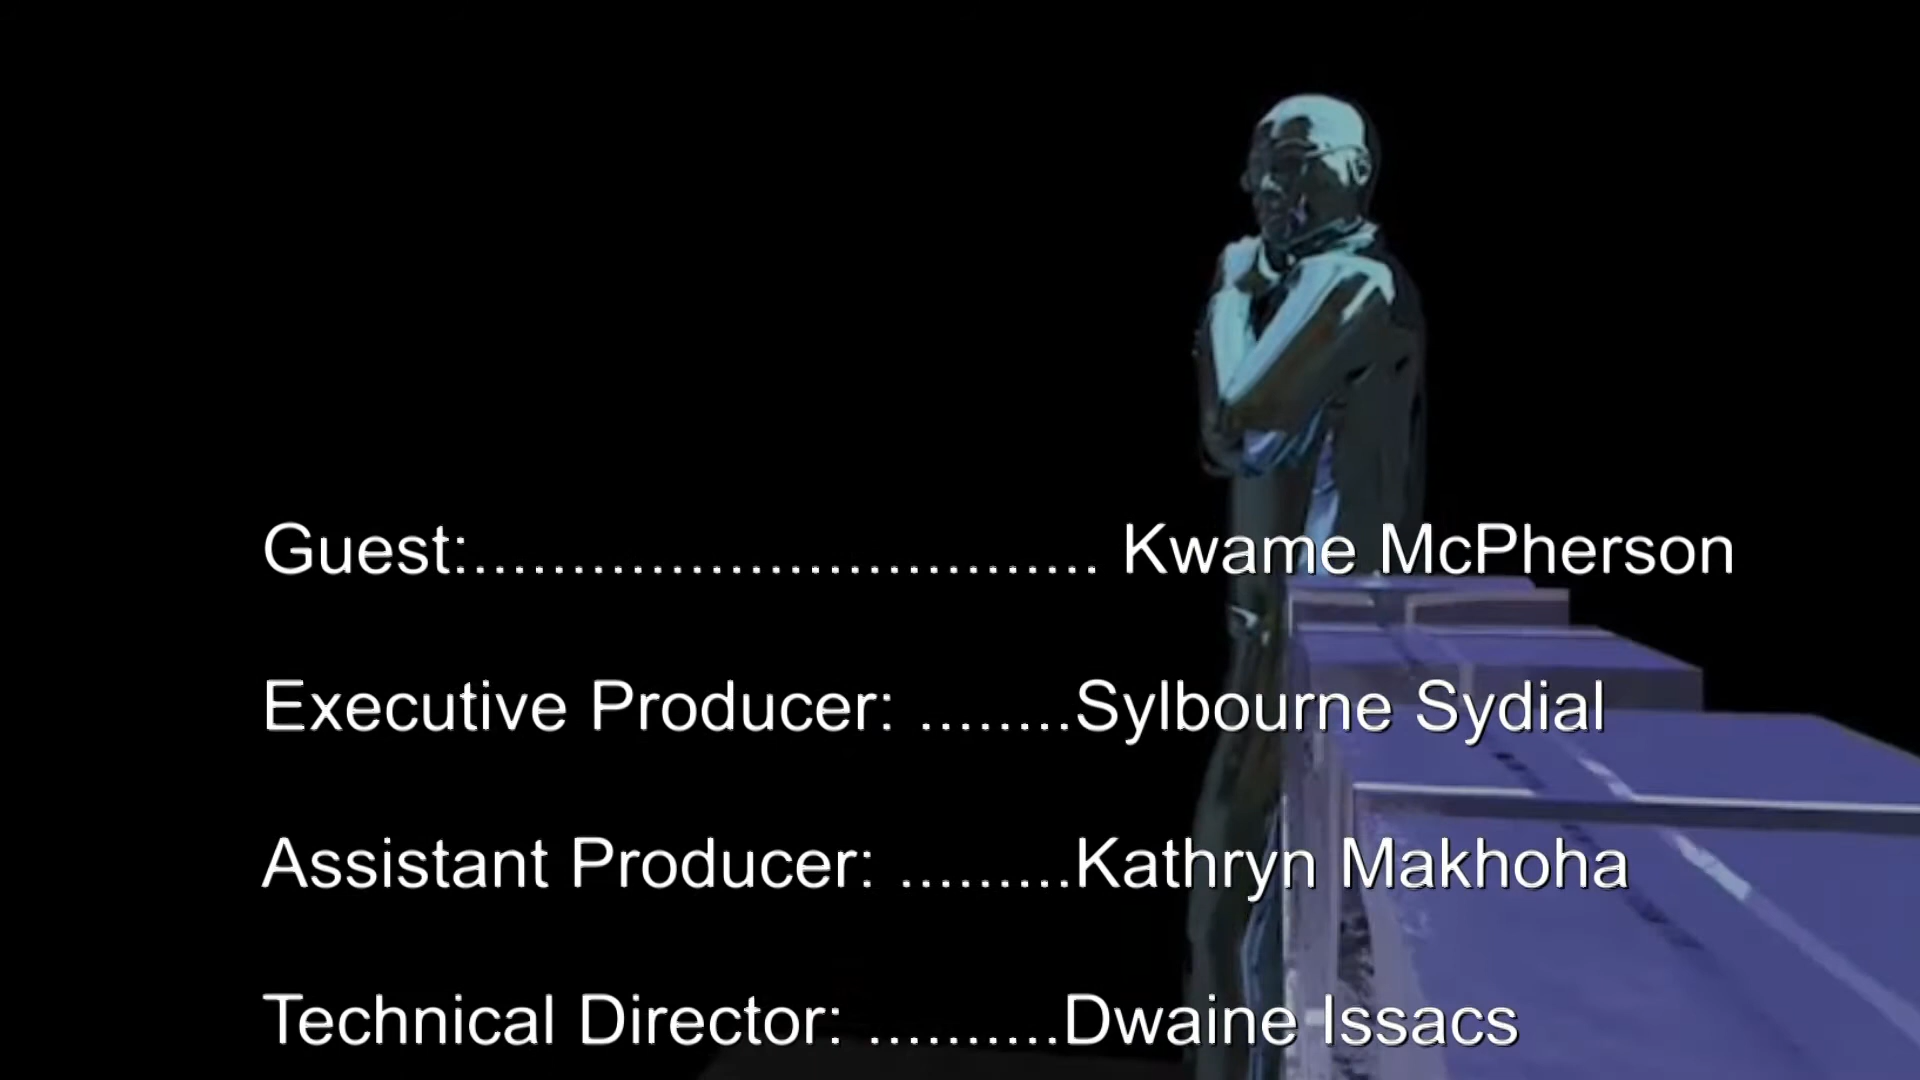 Guest:................................ Kwame McPherson
Executive Producer: ........Sylbourne Sydial
Assistant Producer: .........Kathryn Makhoha
Technical Director: ..........Dwaine Issacs